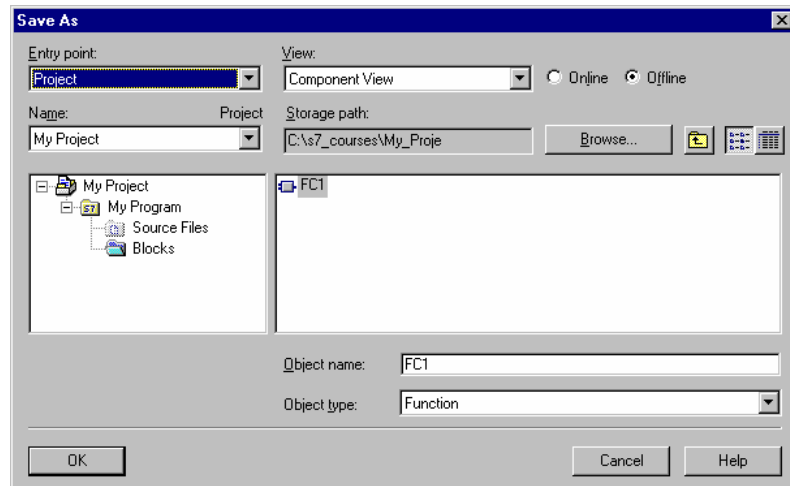 Save As
Entry point:
View:
Project
Component View
Online
Offline
Name:
Project
Storage path:
My Project
C:\s7_courses\My_Proje
Browse...
My Project
My Program
Source Files
Blocks
FC1
Object name:
FC1
Object type:
Function
OK
Cancel
Help